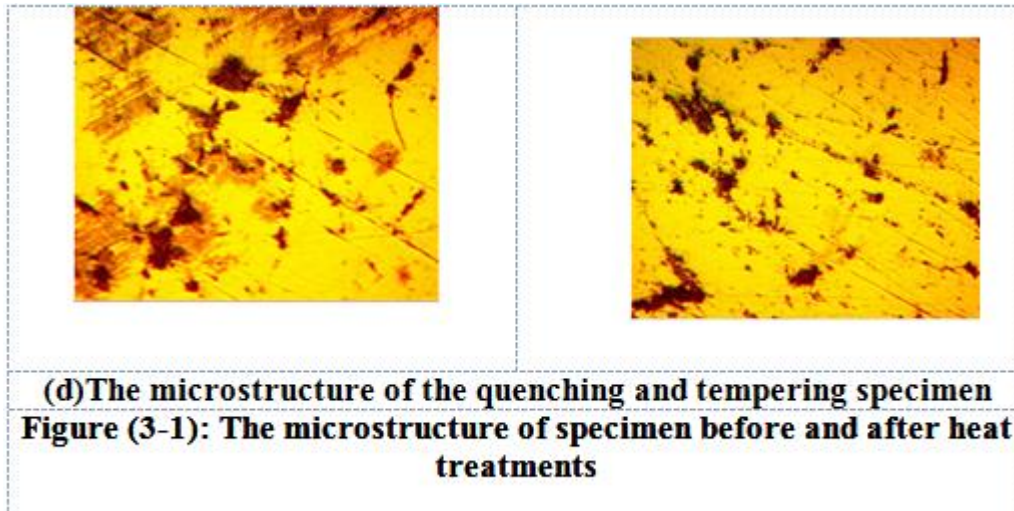 (d)The microstructure of the quenching and tempering specimen
Figure (3-1): The microstructure of specimen before and after heat
treatments